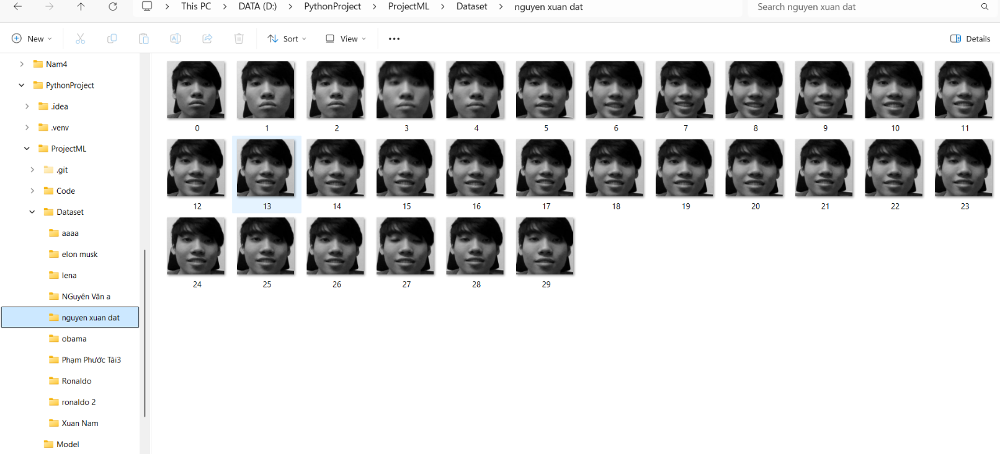 This PC > DATA (D:) > PythonProject > ProjectML > Dataset > nguyen xuan dat
Search nguyen xuan dat
New
Sort
View
Details
Nam4
PythonProject
.idea
.venv
ProjectML
.git
Code
Dataset
aaaa
elon musk
lena
NGuyên Văn a
nguyen xuan dat
obama
Phạm Phước Tài3
Ronaldo
ronaldo 2
Xuan Nam
Model
0 1 2 3 4 5 6 7 8 9 10 11
12 13 14 15 16 17 18 19 20 21 22 23
24 25 26 27 28 29